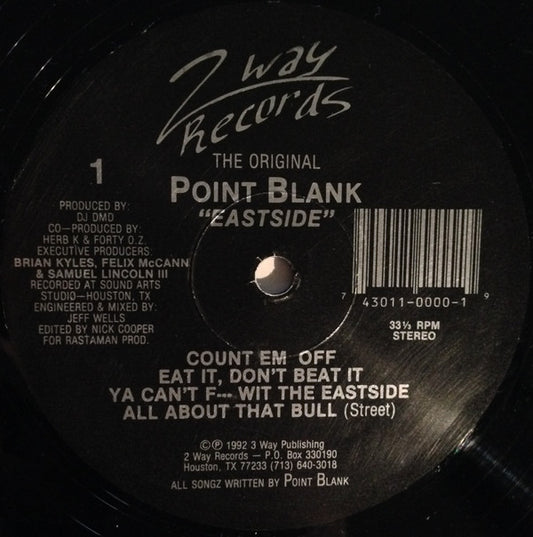 2 way
Records
THE ORIGINAL
1
POINT BLANK
"EASTSIDE"
PRODUCED BY:
DJ DMD
CO-PRODUCED BY:
HERB K & FORTY O.Z.
EXECUTIVE PRODUCERS:
BRIAN KYLES, FELIX McCANN
& SAMUEL LINCOLN III
RECORDED AT SOUND ARTS
STUDIO-HOUSTON, TX
ENGINEERED & MIXED BY:
JEFF WELLS
EDITED BY NICK COOPER
FOR RASTAMAN PROD.
7 43011-0000-1 9
33⅓ RPM
STEREO
COUNT EM OFF
EAT IT, DON'T BEAT IT
YA CAN'T F--- WIT THE EASTSIDE
ALL ABOUT THAT BULL (Street)
©℗ 1992 3 Way Publishing
2 Way Records — P.O. Box 330190
Houston, TX 77233 (713) 640-3018
ALL SONGZ WRITTEN BY POINT BLANK